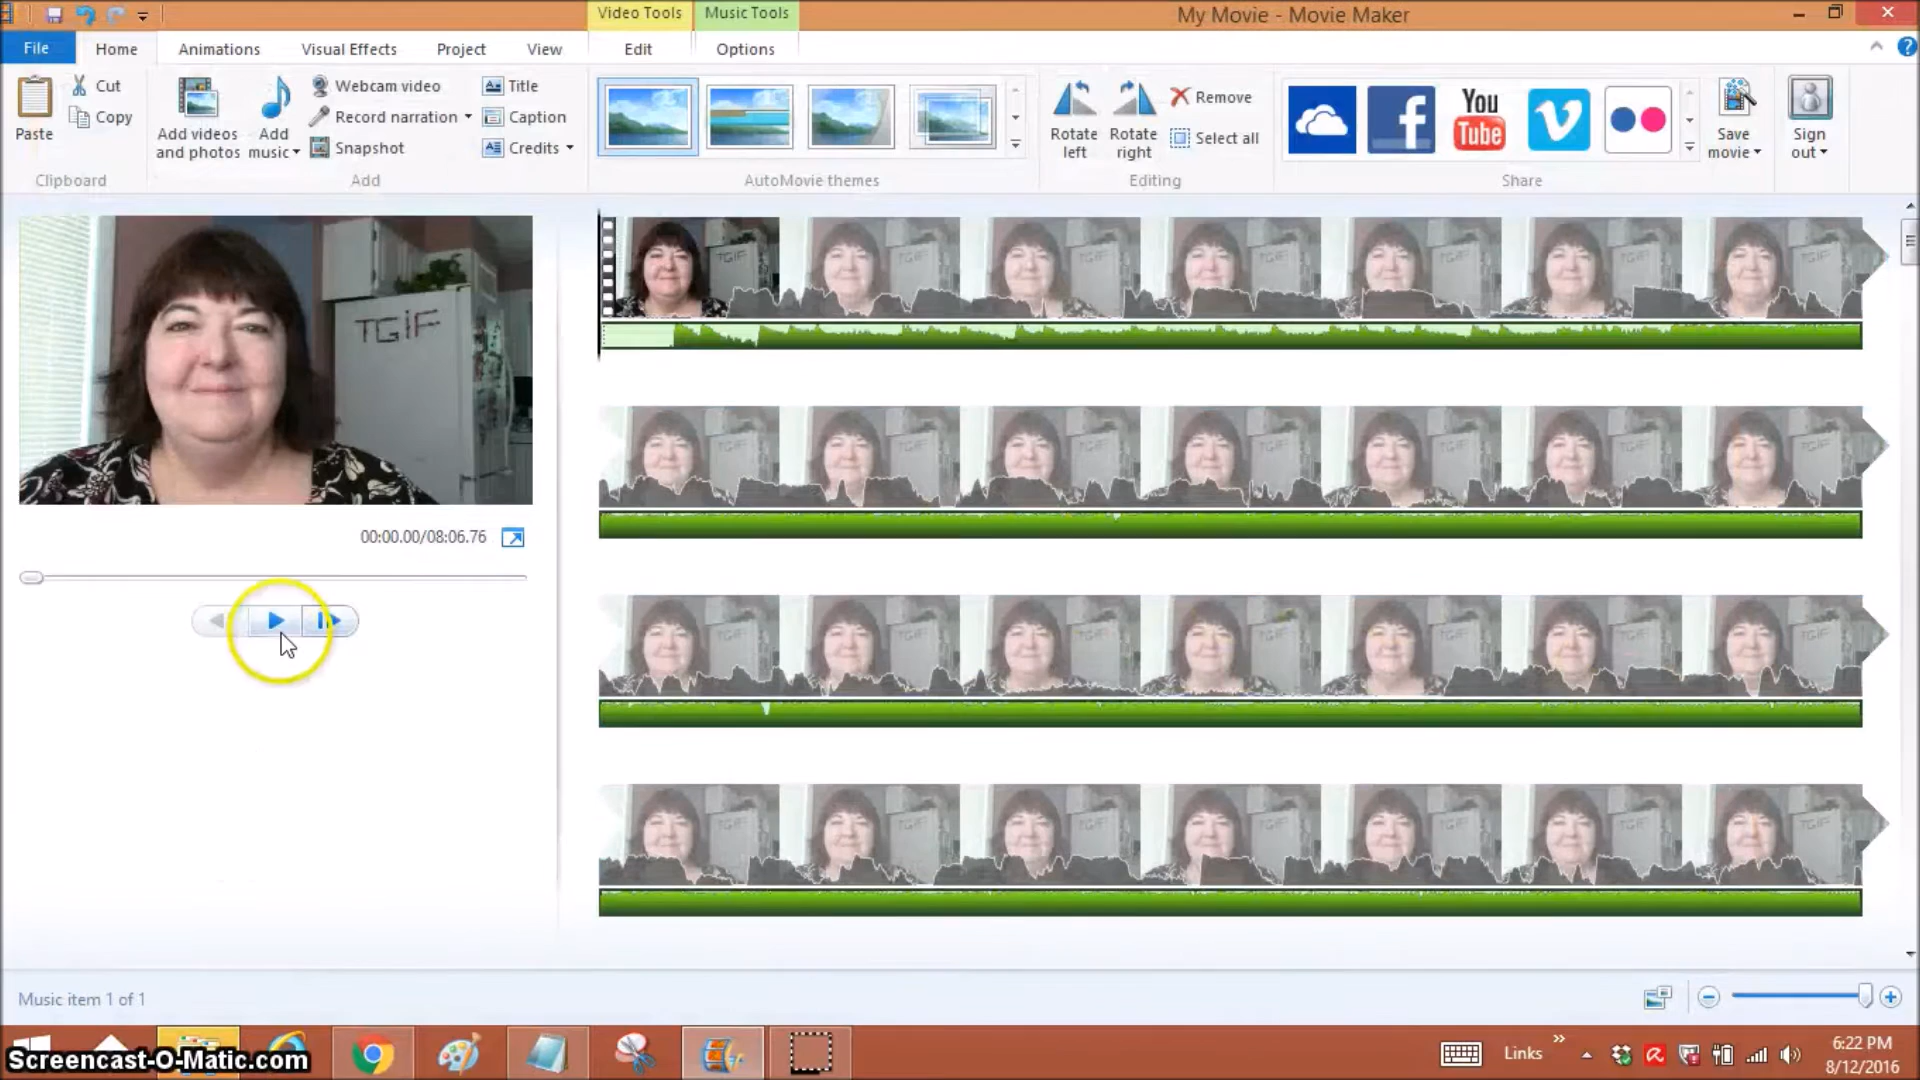 Video Tools Music Tools My Movie - Movie Maker
File Home Animations Visual Effects Project View Edit Options
Paste
Cut
Copy
Clipboard
Add videos
and photos
Add
music
Webcam video
Record narration
Snapshot
Title
Caption
Credits
Add
AutoMovie themes
Rotate
left
Rotate
right
Remove
Select all
Editing
f
You
Tube
Share
Save
movie
Sign
out
TGIF
00:00.00/08:06.76
Music item 1 of 1
Screencast-O-Matic.com
Links
6:22 PM
8/12/2016